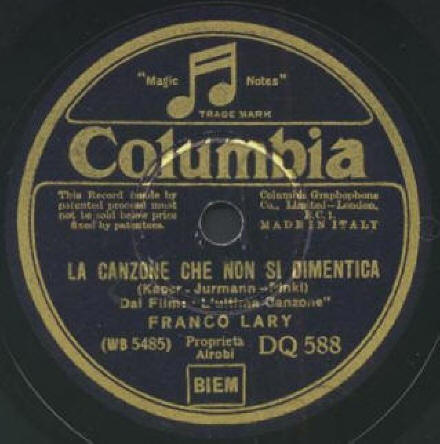 "Magic Notes"
TRADE MARK
Columbia
This Record made by
patented process must
not be sold below price
fixed by patentees.
Columbia Graphophone
Co., Limited—London,
E.C.1.
MADE IN ITALY
LA CANZONE CHE NON SI DIMENTICA
(Kaper - Jurmann - Pinki)
Dal Film: "L'ultima Canzone"
FRANCO LARY
(WB 5485) Proprietà Airobi DQ 588
BIEM